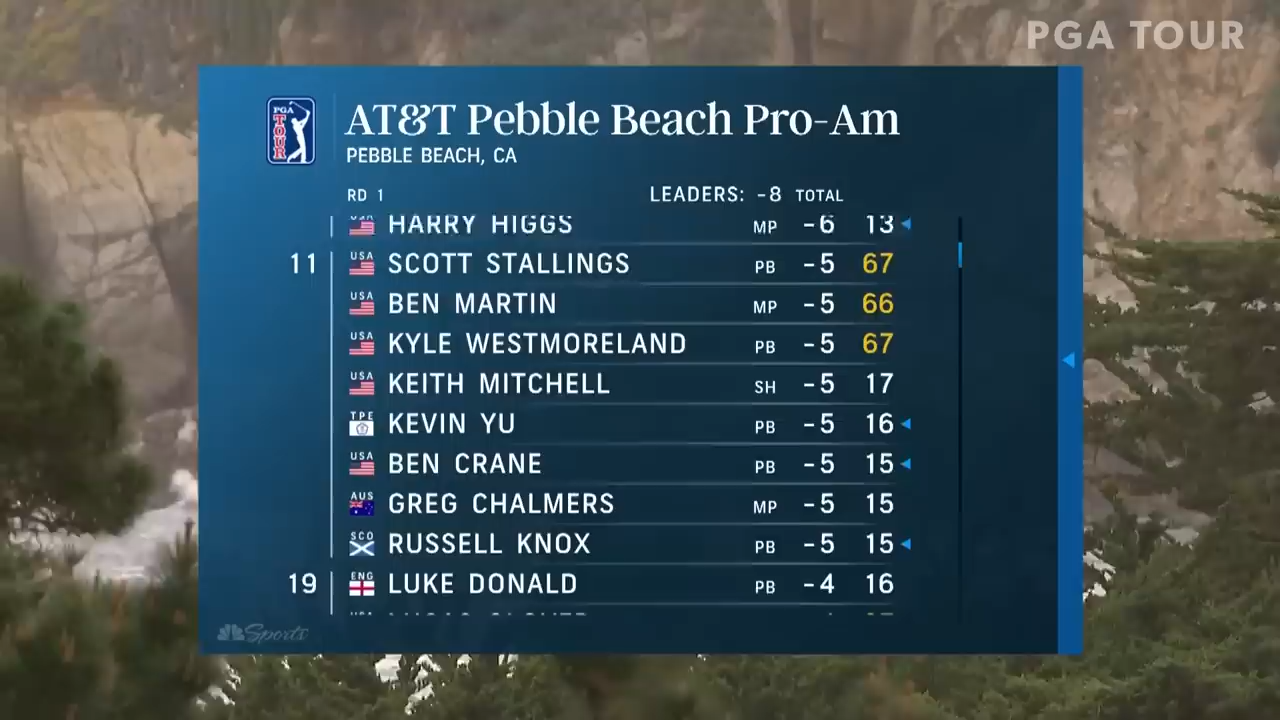 PGA TOUR
PGA TOUR
AT&T Pebble Beach Pro-Am
PEBBLE BEACH, CA
RD 1 LEADERS: -8 TOTAL
USA HARRY HIGGS MP -6 13
11 USA SCOTT STALLINGS PB -5 67
USA BEN MARTIN MP -5 66
USA KYLE WESTMORELAND PB -5 67
USA KEITH MITCHELL SH -5 17
TPE KEVIN YU PB -5 16
USA BEN CRANE PB -5 15
AUS GREG CHALMERS MP -5 15
SCO RUSSELL KNOX PB -5 15
19 ENG LUKE DONALD PB -4 16
Sports